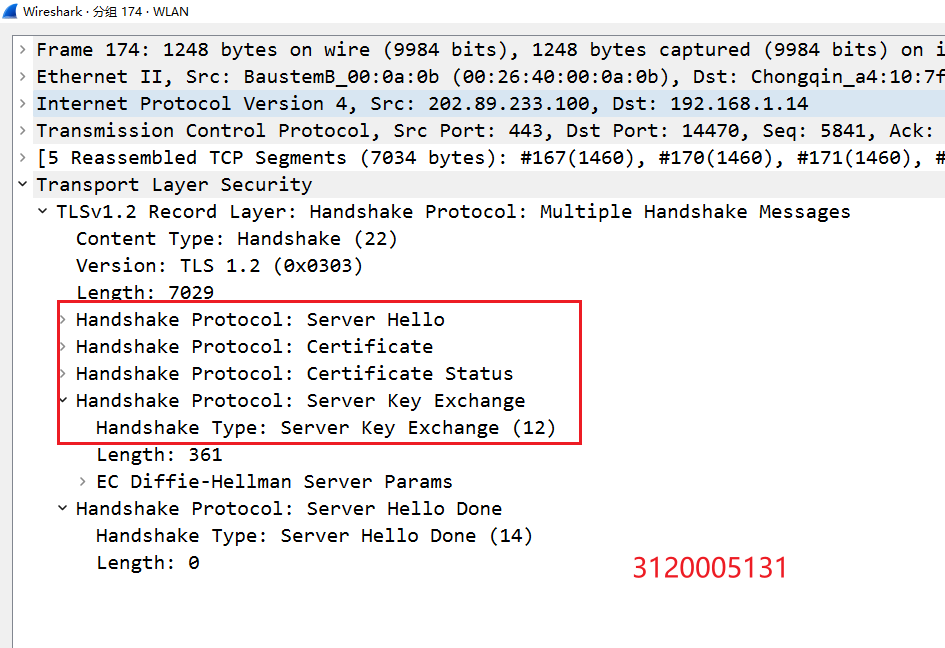 Wireshark · 分组 174 · WLAN
Frame 174: 1248 bytes on wire (9984 bits), 1248 bytes captured (9984 bits) on i
Ethernet II, Src: BaustemB_00:0a:0b (00:26:40:00:0a:0b), Dst: Chongqin_a4:10:7f
Internet Protocol Version 4, Src: 202.89.233.100, Dst: 192.168.1.14
Transmission Control Protocol, Src Port: 443, Dst Port: 14470, Seq: 5841, Ack:
[5 Reassembled TCP Segments (7034 bytes): #167(1460), #170(1460), #171(1460), #
Transport Layer Security
TLSv1.2 Record Layer: Handshake Protocol: Multiple Handshake Messages
Content Type: Handshake (22)
Version: TLS 1.2 (0x0303)
Length: 7029
Handshake Protocol: Server Hello
Handshake Protocol: Certificate
Handshake Protocol: Certificate Status
Handshake Protocol: Server Key Exchange
Handshake Type: Server Key Exchange (12)
Length: 361
EC Diffie-Hellman Server Params
Handshake Protocol: Server Hello Done
Handshake Type: Server Hello Done (14)
Length: 0
3120005131